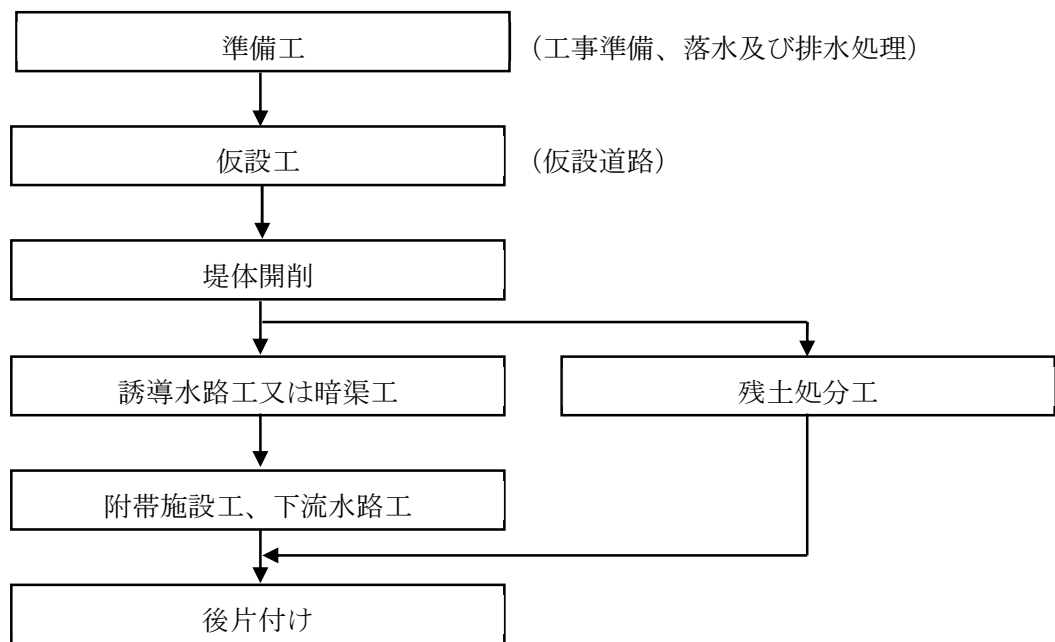 準備工
(工事準備、落水及び排水処理)
仮設工
(仮設道路)
堤体開削
誘導水路工又は暗渠工
残土処分工
附帯施設工、下流水路工
後片付け